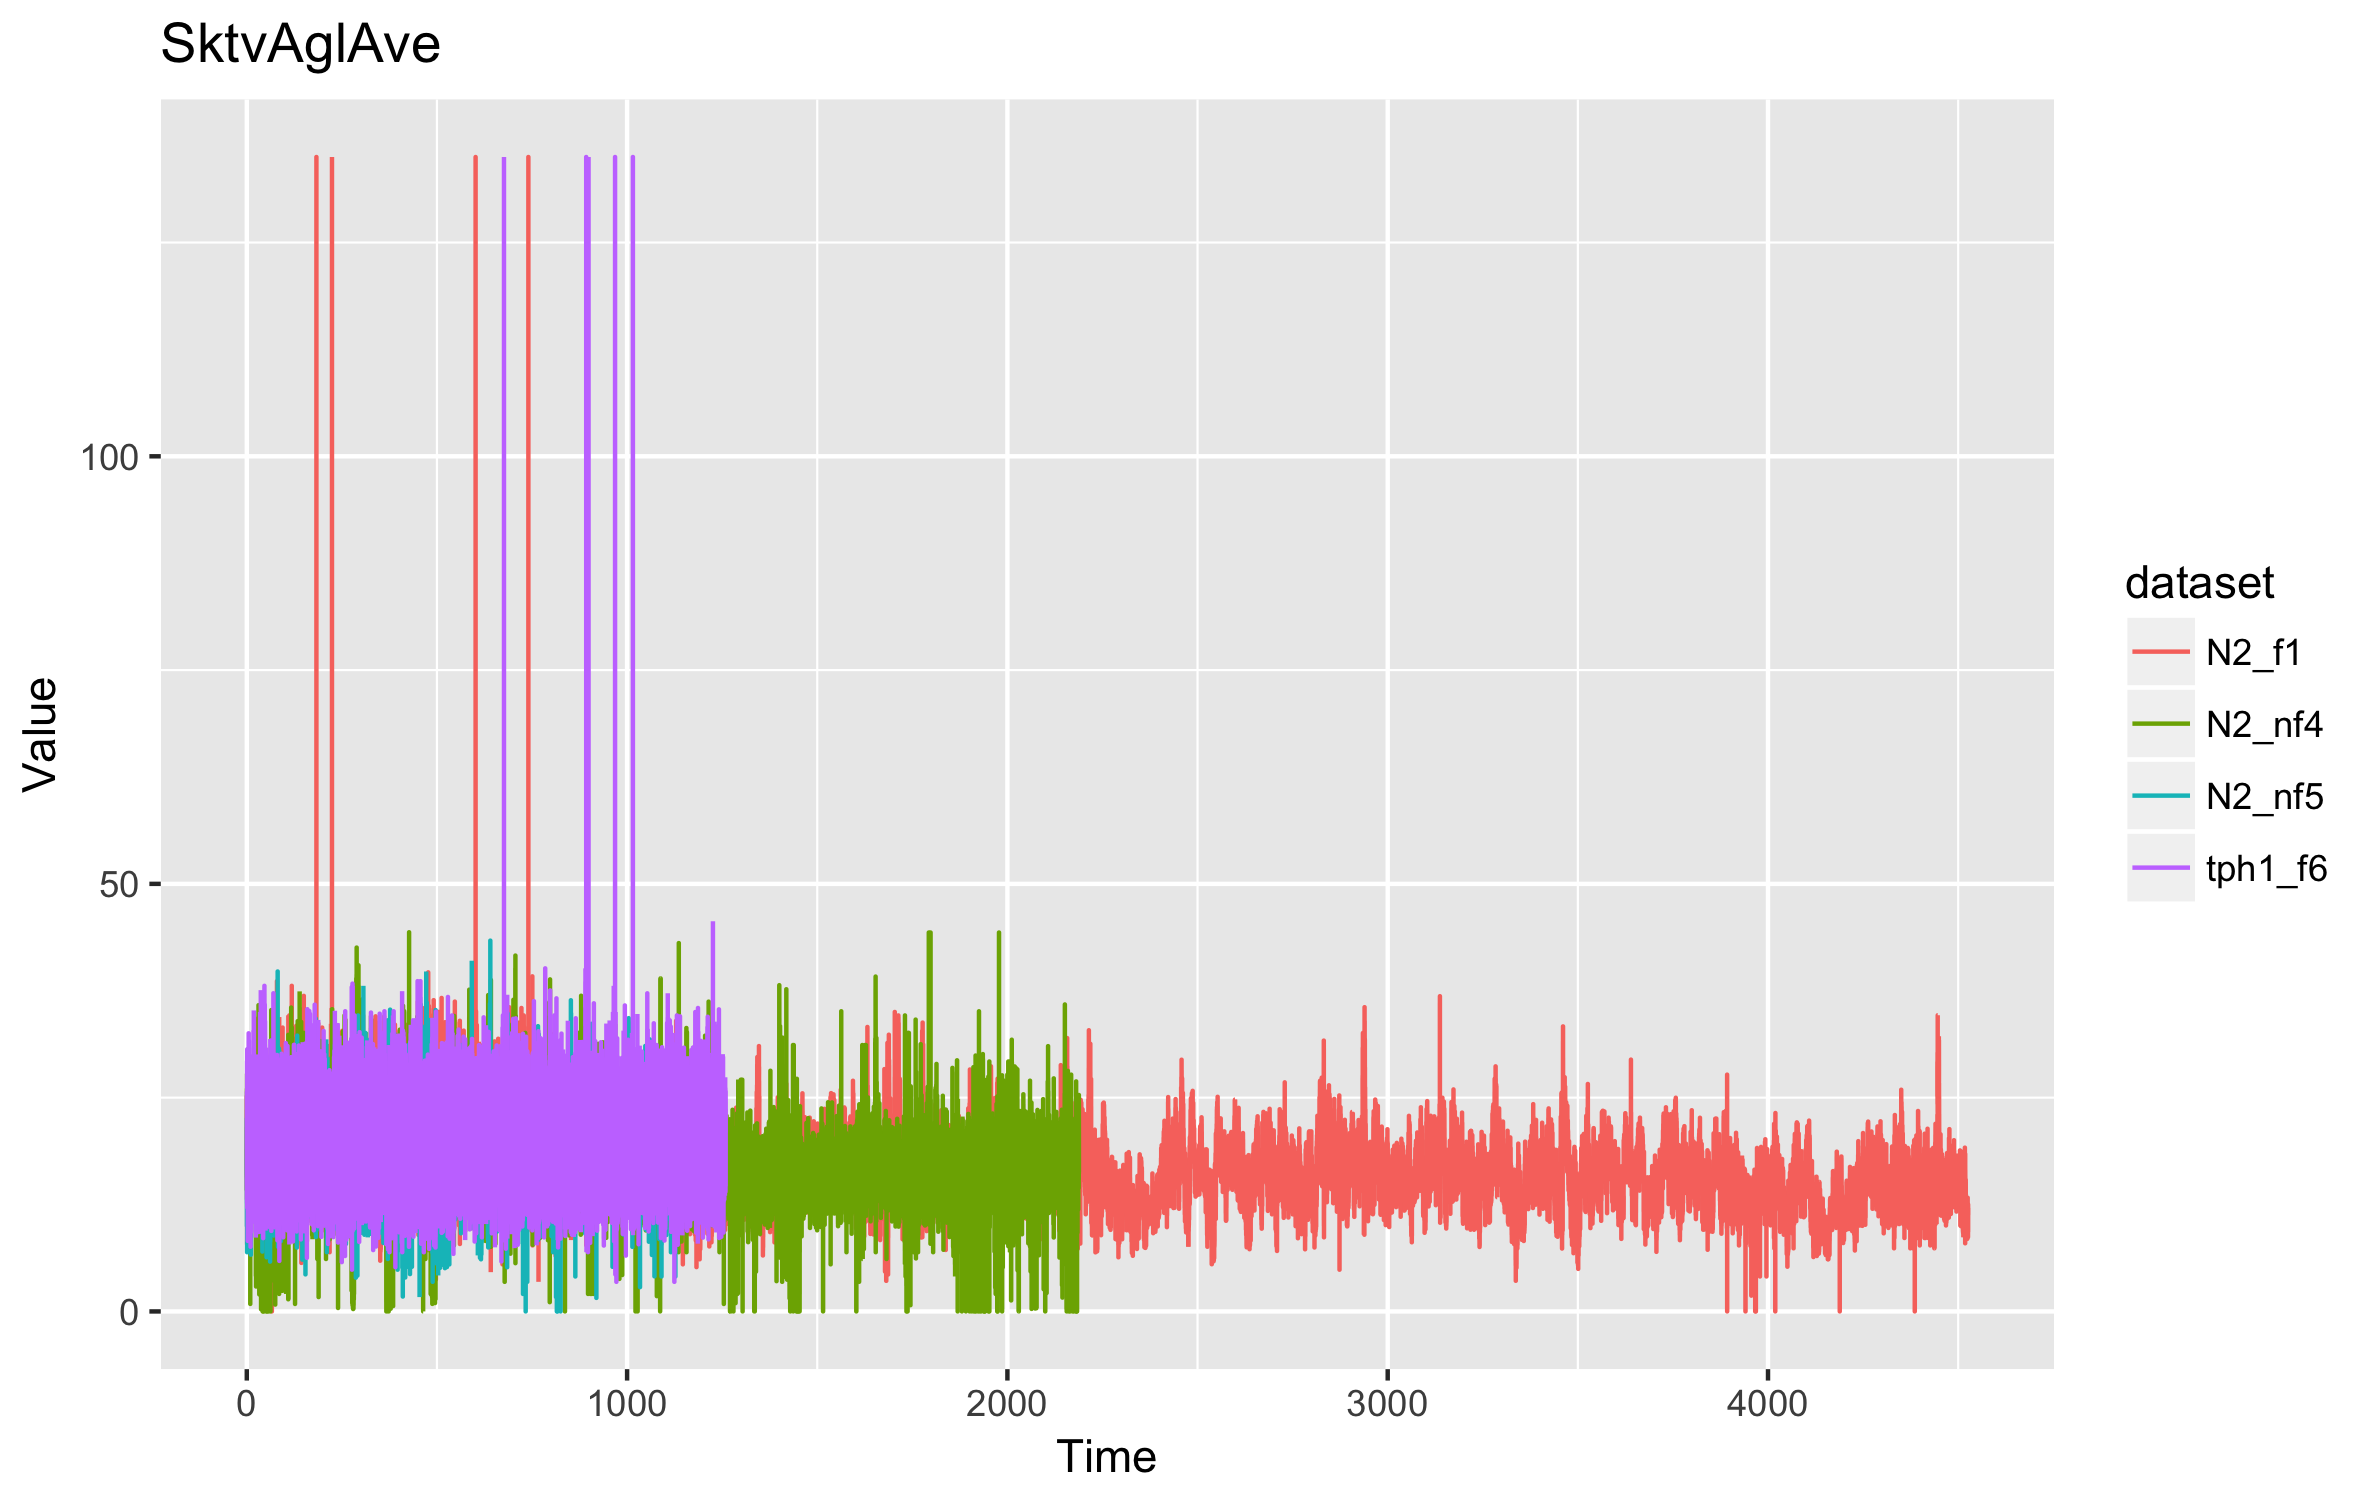 SktvAglAve
Value
100
50
0
0 1000 2000 3000 4000
Time
dataset
N2_f1
N2_nf4
N2_nf5
tph1_f6